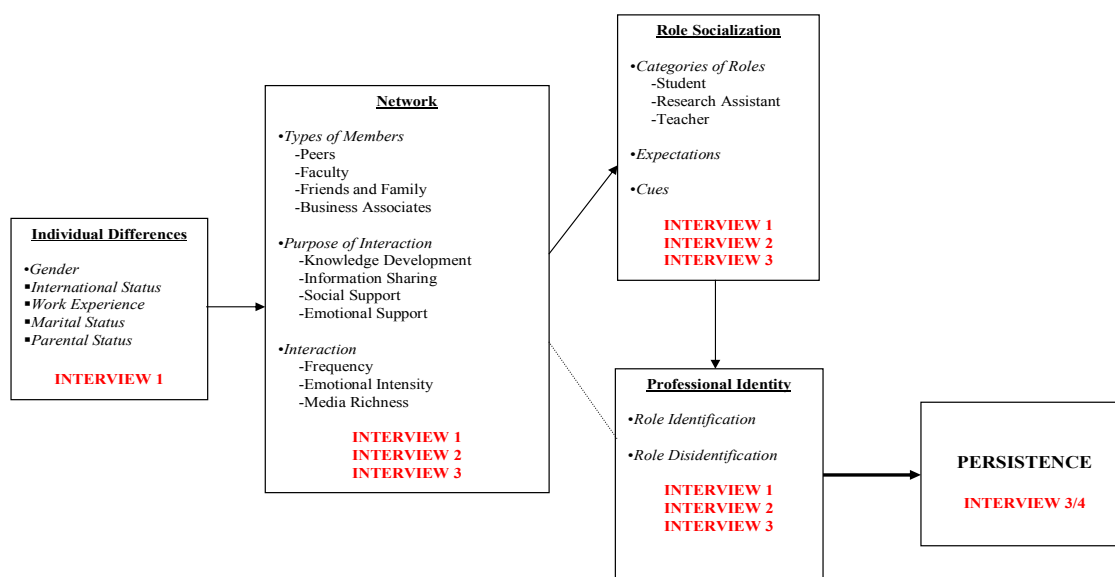 Individual Differences
•Gender
▪International Status
▪Work Experience
▪Marital Status
▪Parental Status
INTERVIEW 1
Network
•Types of Members
-Peers
-Faculty
-Friends and Family
-Business Associates
•Purpose of Interaction
-Knowledge Development
-Information Sharing
-Social Support
-Emotional Support
•Interaction
-Frequency
-Emotional Intensity
-Media Richness
INTERVIEW 1
INTERVIEW 2
INTERVIEW 3
Role Socialization
•Categories of Roles
-Student
-Research Assistant
-Teacher
•Expectations
•Cues
INTERVIEW 1
INTERVIEW 2
INTERVIEW 3
Professional Identity
•Role Identification
•Role Disidentification
INTERVIEW 1
INTERVIEW 2
INTERVIEW 3
PERSISTENCE
INTERVIEW 3/4